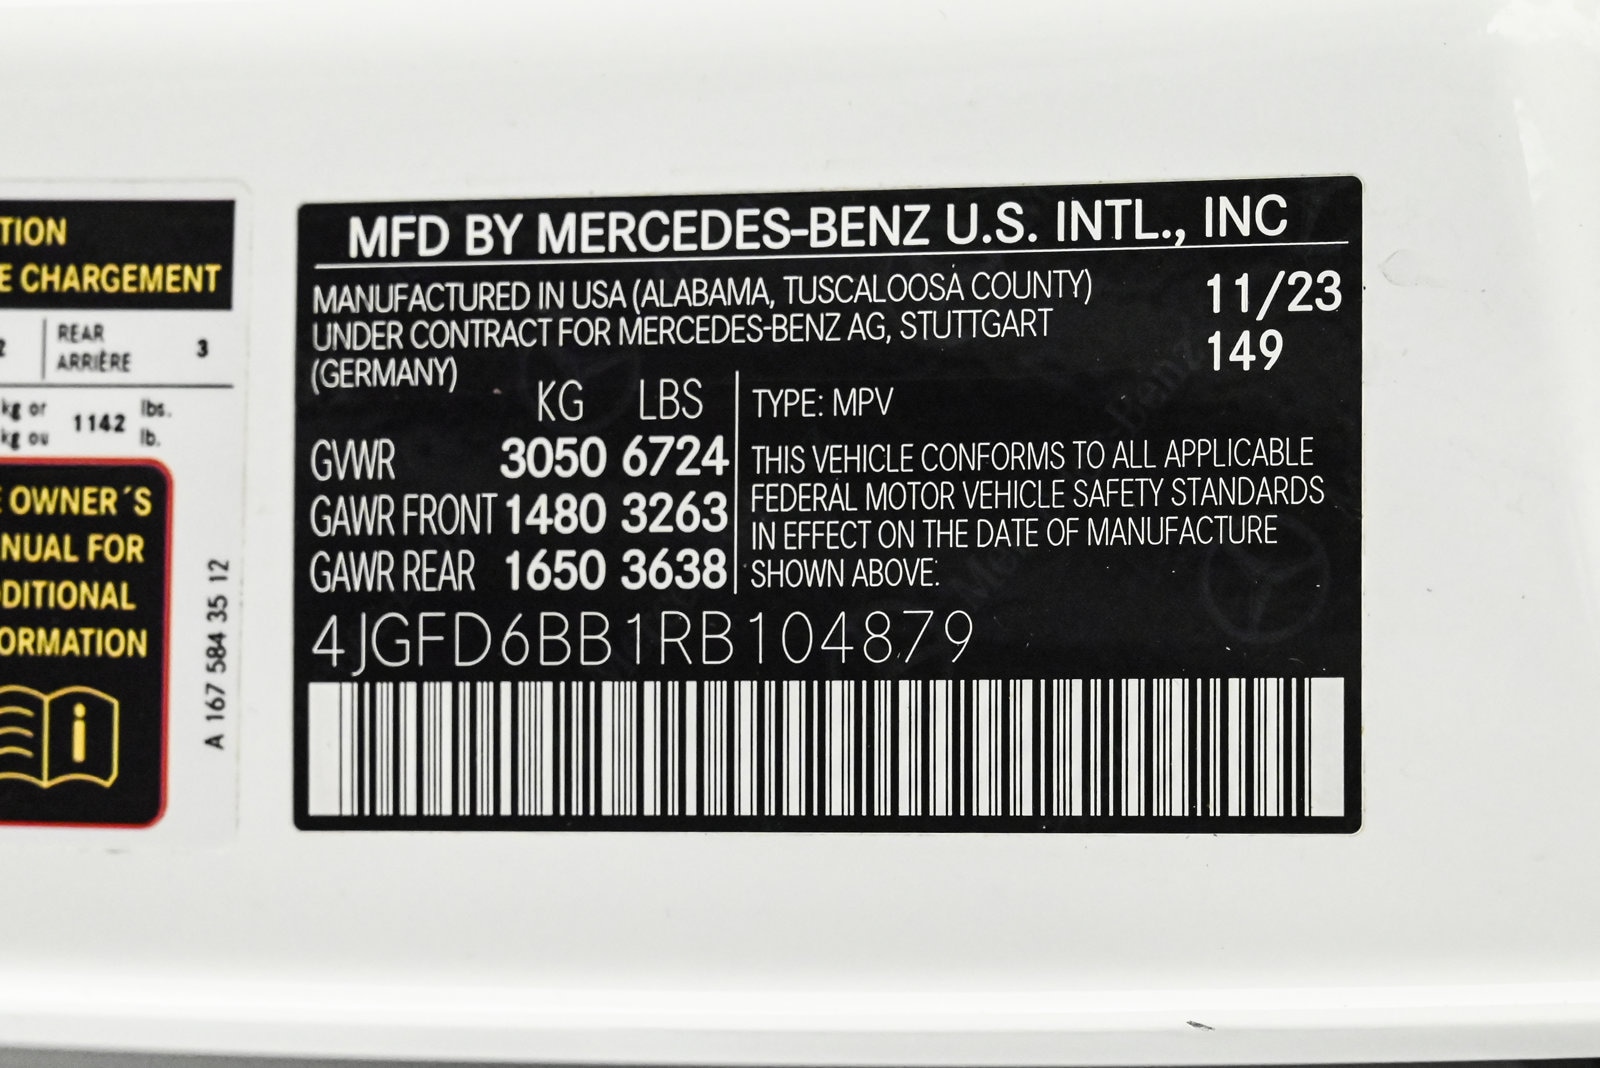 TION
E CHARGEMENT
2 REAR 3
ARRIÈRE
kg or 1142 lbs.
kg ou lb.
E OWNER´S
NUAL FOR
DITIONAL
ORMATION
i
A 167 584 35 12
MFD BY MERCEDES-BENZ U.S. INTL., INC
MANUFACTURED IN USA (ALABAMA, TUSCALOOSA COUNTY) 11/23
UNDER CONTRACT FOR MERCEDES-BENZ AG, STUTTGART 149
(GERMANY)
KG LBS TYPE: MPV
GVWR 3050 6724
GAWR FRONT 1480 3263
GAWR REAR 1650 3638
THIS VEHICLE CONFORMS TO ALL APPLICABLE
FEDERAL MOTOR VEHICLE SAFETY STANDARDS
IN EFFECT ON THE DATE OF MANUFACTURE
SHOWN ABOVE:
4JGFD6BB1RB104879